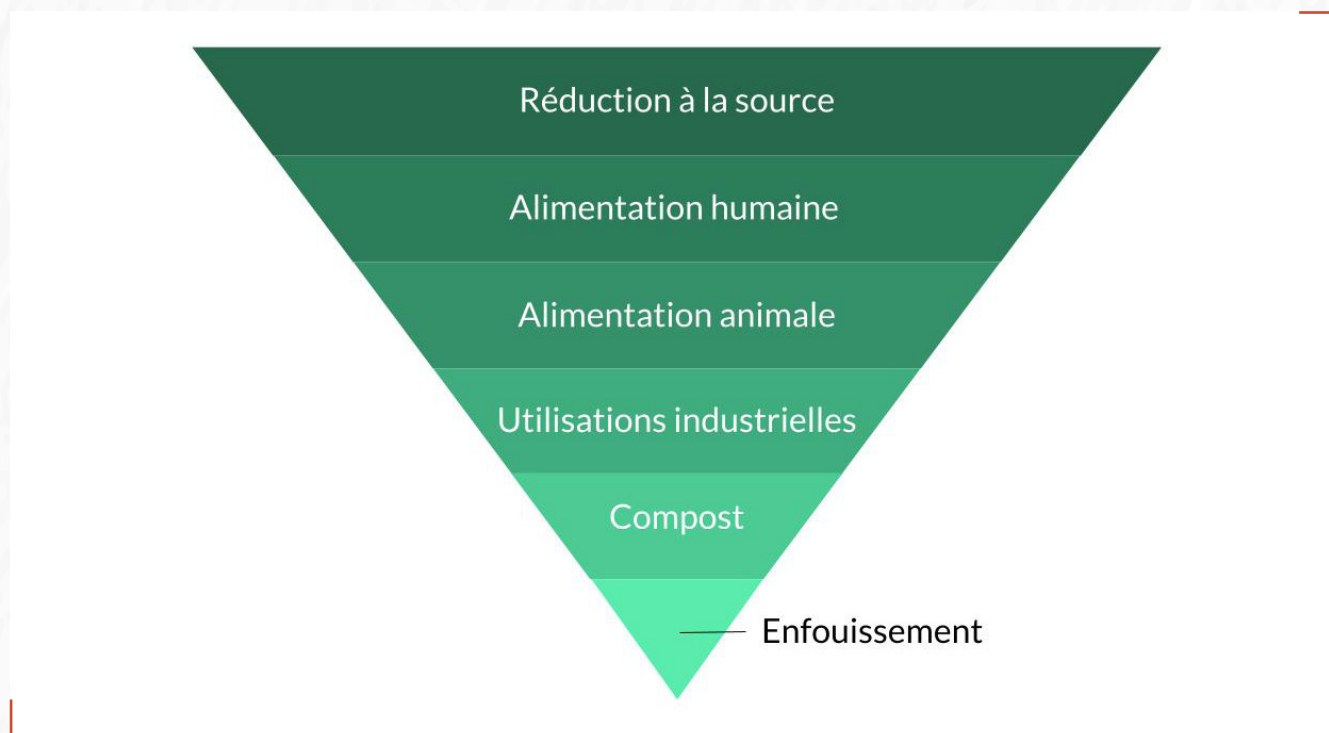 Réduction à la source
Alimentation humaine
Alimentation animale
Utilisations industrielles
Compost
Enfouissement